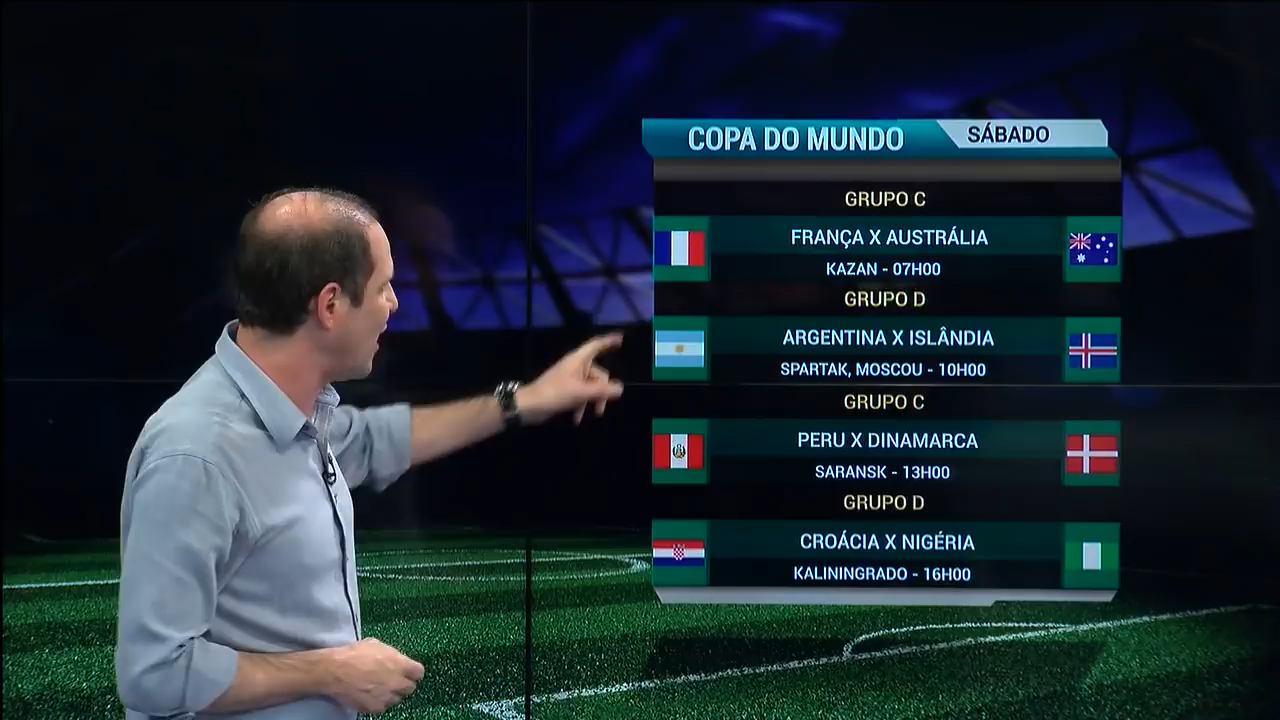 COPA DO MUNDO
SÁBADO
GRUPO C
FRANÇA X AUSTRÁLIA
KAZAN - 07H00
GRUPO D
ARGENTINA X ISLÂNDIA
SPARTAK, MOSCOU - 10H00
GRUPO C
PERU X DINAMARCA
SARANSK - 13H00
GRUPO D
CROÁCIA X NIGÉRIA
KALININGRADO - 16H00